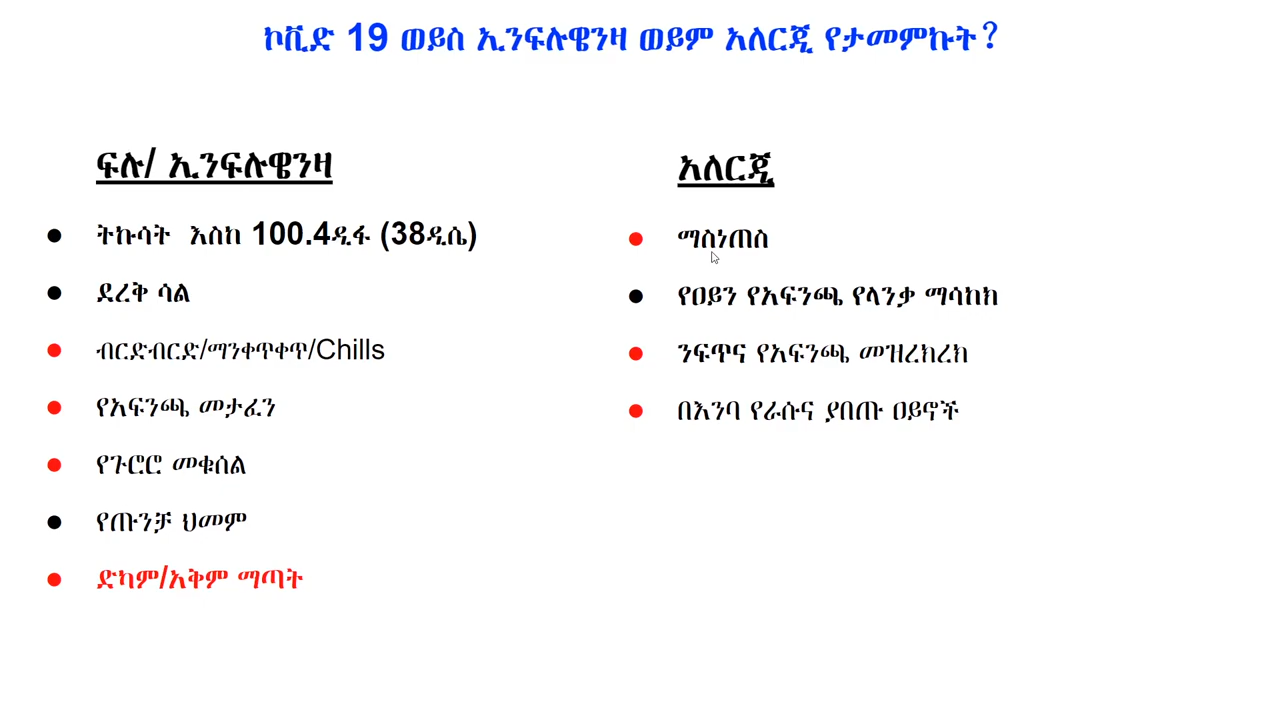 ኮቪድ 19 ወይስ ኢንፍሉዌንዛ ወይም አለርጂ የታመምኩት?
ፍሉ/ ኢንፍሉዌንዛ
ትኩሳት እስከ 100.4ዲፋ (38ዲሴ)
ደረቅ ሳል
ብርድብርድ/ማንቀጥቀጥ/Chills
የአፍንጫ መታፈን
የጉሮሮ መቁሰል
የጡንቻ ህመም
ድካም/አቅም ማጣት
አለርጂ
ማስነጠስ
የዐይን የአፍንጫ የላንቃ ማሳከክ
ንፍጥና የአፍንጫ መዝረክረክ
በእንባ የራሱና ያበጡ ዐይኖች